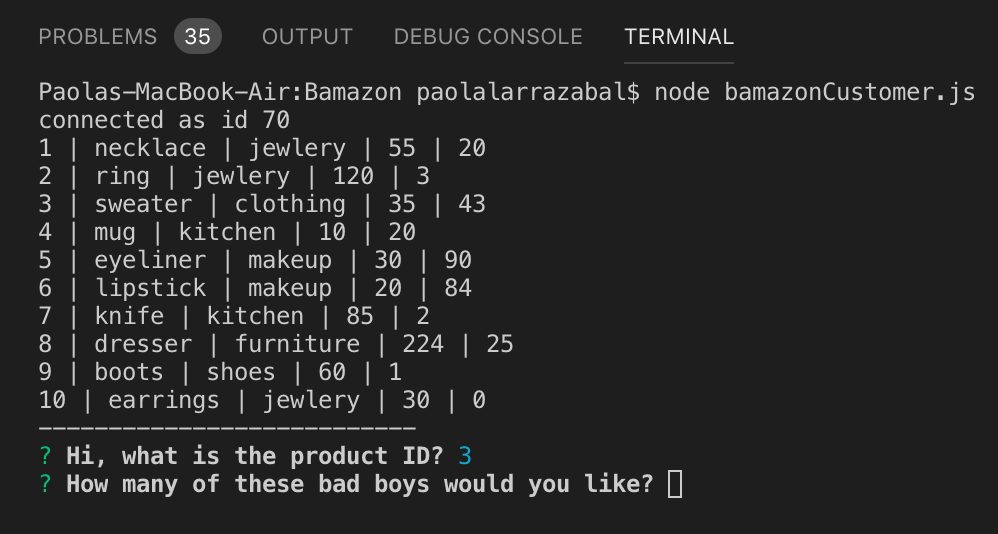 PROBLEMS 35 OUTPUT DEBUG CONSOLE TERMINAL
Paolas-MacBook-Air:Bamazon paolalarrazabal$ node bamazonCustomer.js
connected as id 70
1 | necklace | jewlery | 55 | 20
2 | ring | jewlery | 120 | 3
3 | sweater | clothing | 35 | 43
4 | mug | kitchen | 10 | 20
5 | eyeliner | makeup | 30 | 90
6 | lipstick | makeup | 20 | 84
7 | knife | kitchen | 85 | 2
8 | dresser | furniture | 224 | 25
9 | boots | shoes | 60 | 1
10 | earrings | jewlery | 30 | 0
---------------------------
? Hi, what is the product ID? 3
? How many of these bad boys would you like?